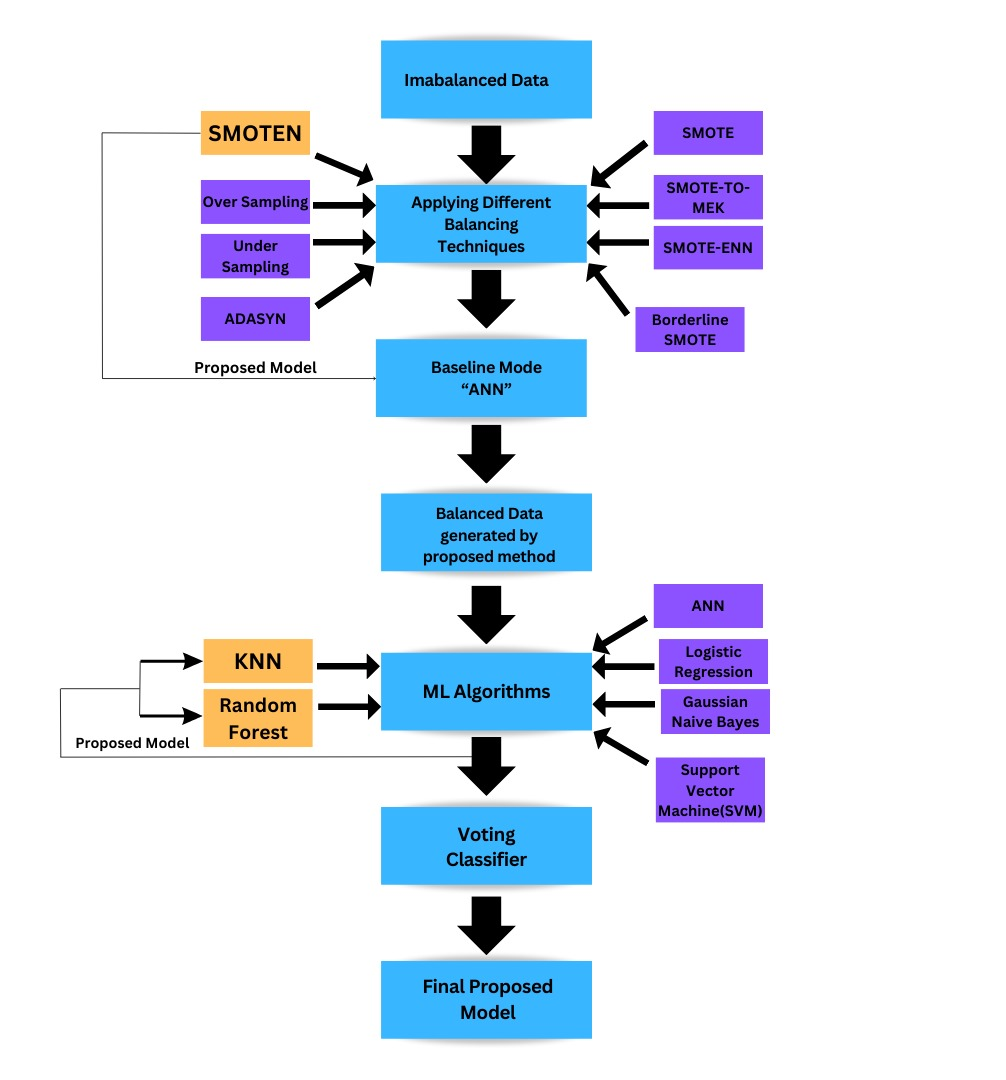 Imabalanced Data
SMOTEN
SMOTE
Over Sampling
Applying Different
Balancing
Techniques
SMOTE-TO-
MEK
Under
Sampling
SMOTE-ENN
ADASYN
Borderline
SMOTE
Proposed Model
Baseline Mode
“ANN”
Balanced Data
generated by
proposed method
ANN
KNN
Logistic
Regression
ML Algorithms
Random
Forest
Gaussian
Naive Bayes
Proposed Model
Support
Vector
Machine(SVM)
Voting
Classifier
Final Proposed
Model